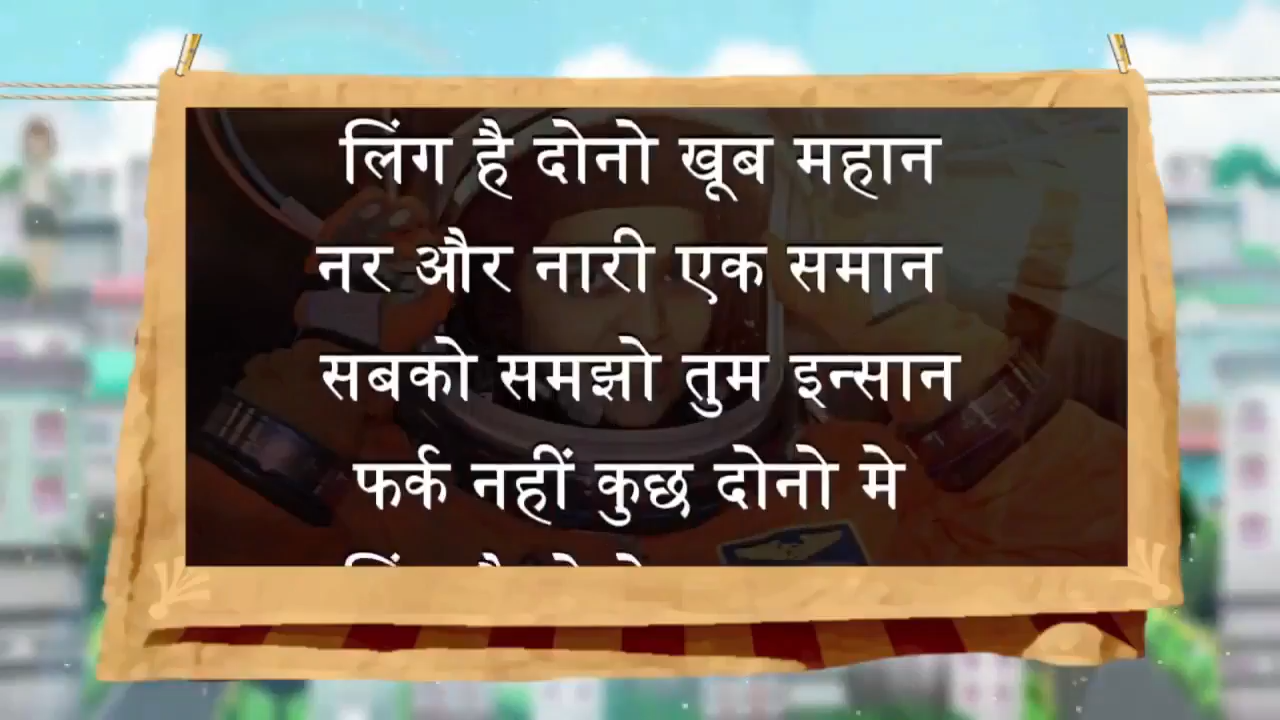 लिंग है दोनो खूब महान
नर और नारी एक समान
सबको समझो तुम इन्सान
फर्क नहीं कुछ दोनो मे